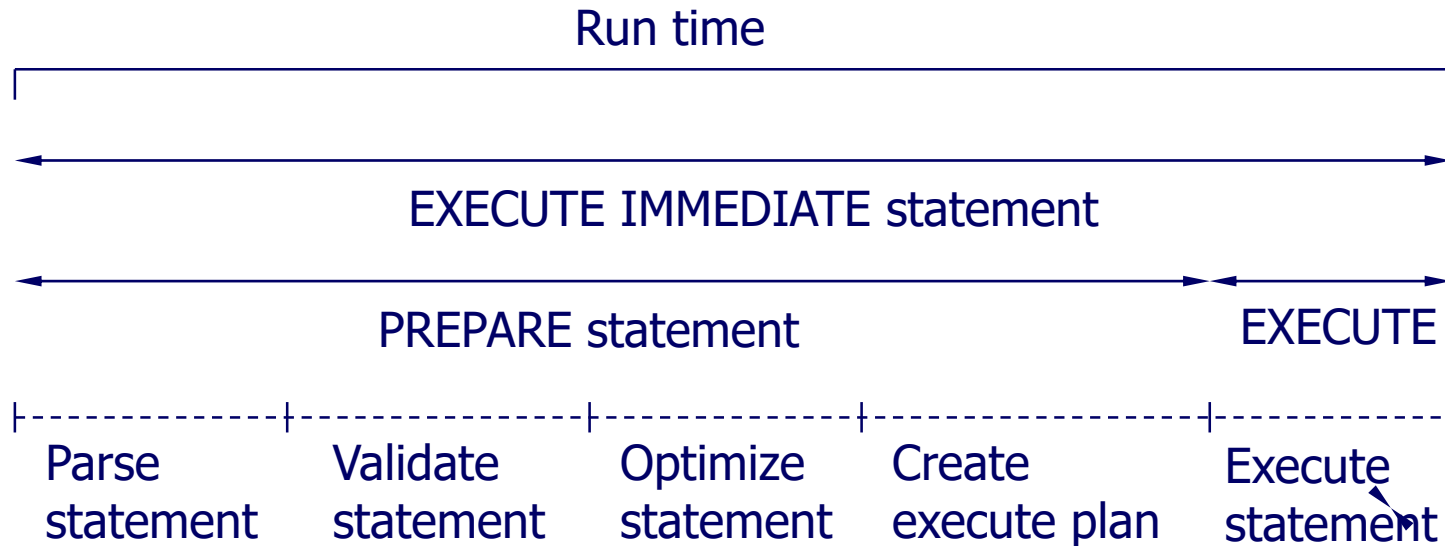 Run time
EXECUTE IMMEDIATE statement
PREPARE statement
EXECUTE
Parse statement
Validate statement
Optimize statement
Create execute plan
Execute statement